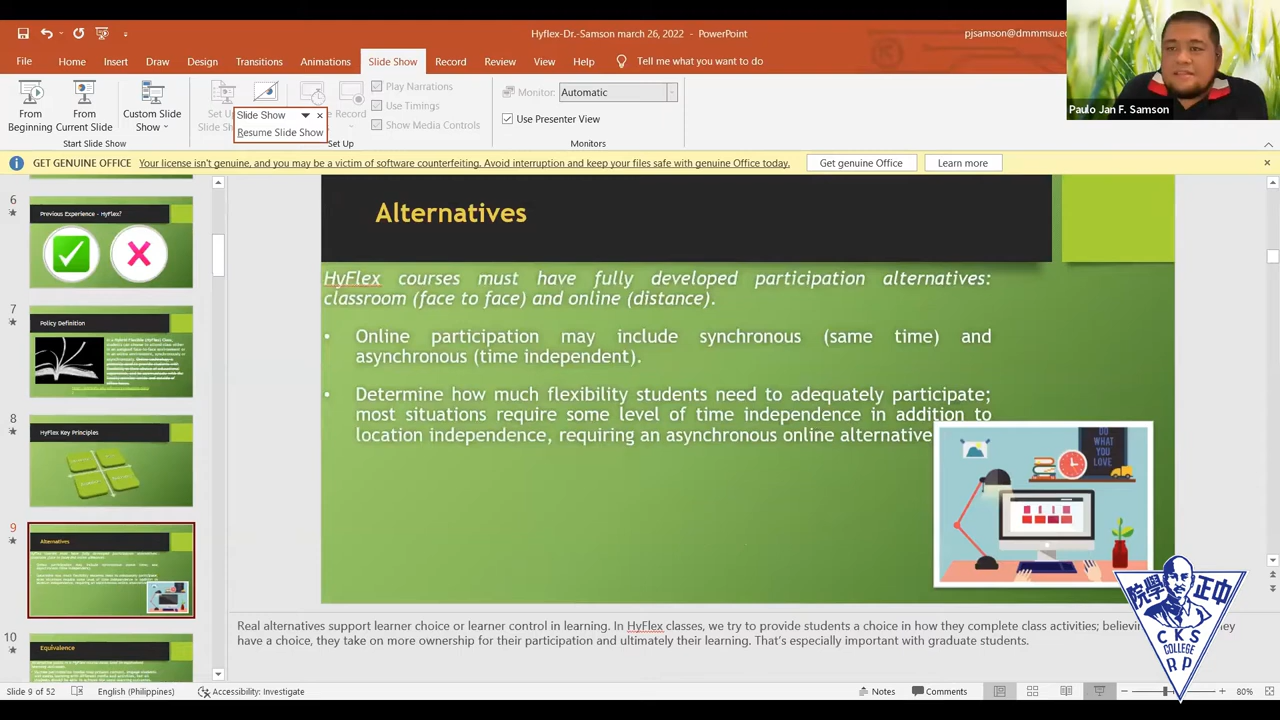 Hyflex-Dr.-Samson march 26, 2022 - PowerPoint
pjsamson@dmmmsu.ed
Paulo Jan F. Samson
File Home Insert Draw Design Transitions Animations Slide Show Record Review View Help Tell me what you want to do
From Beginning
From Current Slide
Custom Slide Show
Start Slide Show
Set Up
Slide Show
Resume Slide Show
Record
Set Up
Play Narrations
Use Timings
Show Media Controls
Monitor: Automatic
Use Presenter View
Monitors
GET GENUINE OFFICE Your license isn't genuine, and you may be a victim of software counterfeiting. Avoid interruption and keep your files safe with genuine Office today. Get genuine Office Learn more
6
Previous Experience - HyFlex?
7
Policy Definition
8
HyFlex Key Principles
9
Alternatives
10
Equivalence
Alternatives
HyFlex courses must have fully developed participation alternatives:
classroom (face to face) and online (distance).
• Online participation may include synchronous (same time) and
asynchronous (time independent).
• Determine how much flexibility students need to adequately participate;
most situations require some level of time independence in addition to
location independence, requiring an asynchronous online alternative
DO
WHAT
YOU
LOVE
Real alternatives support learner choice or learner control in learning. In HyFlex classes, we try to provide students a choice in how they complete class activities; believing
have a choice, they take on more ownership for their participation and ultimately their learning. That's especially important with graduate students.
院學正中
CKS
COLLEGE
RP
Slide 9 of 52 English (Philippines) Accessibility: Investigate Notes Comments 80%